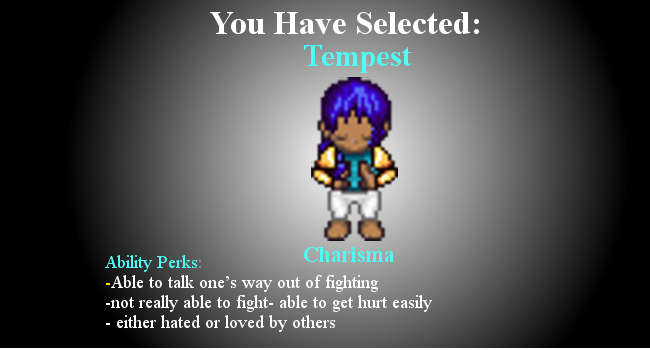 You Have Selected:
Tempest
Charisma
Ability Perks:
-Able to talk one’s way out of fighting
-not really able to fight- able to get hurt easily
- either hated or loved by others